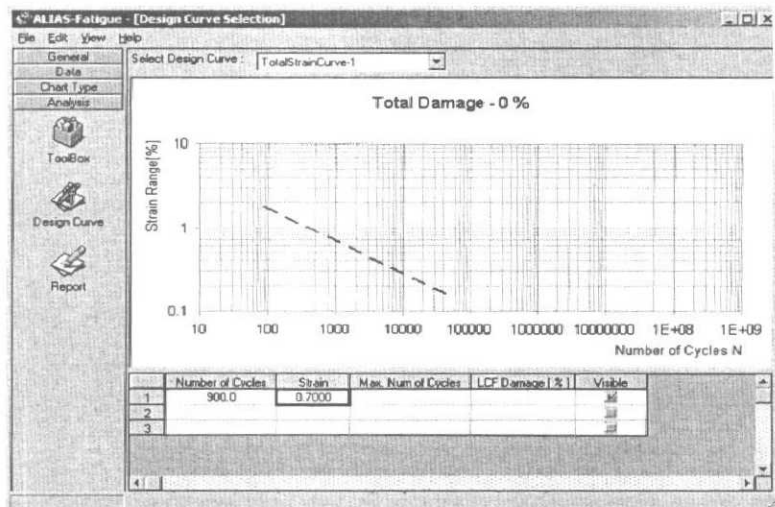 ALIAS-Fatigue - [Design Curve Selection]
File Edit View Help
General
Data
Chart Type
Analysis
ToolBox
Design Curve
Report
Select Design Curve : TotalStrainCurve-1
Total Damage - 0 %
Strain Range[%]
10
1
0.1
10 100 1000 10000 100000 1000000 10000000 1E+08 1E+09
Number of Cycles N
Number of Cycles Strain Max. Num of Cycles LCF Damage [ % ] Visible
1 900.0 0.7000
2
3